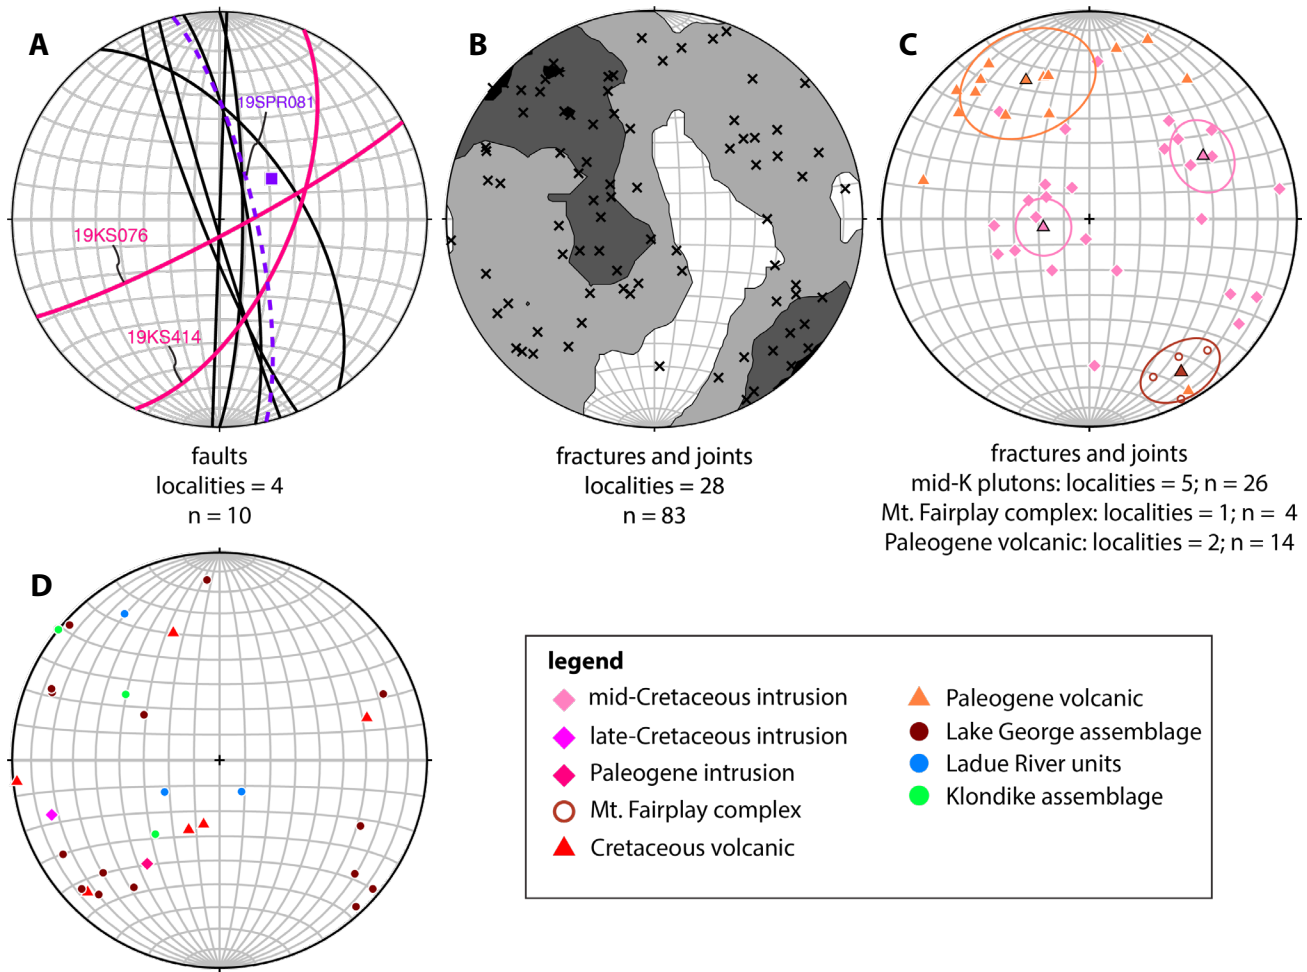 A
B
C
19SPR081
19KS076
19KS414
faults
localities = 4
n = 10
fractures and joints
localities = 28
n = 83
fractures and joints
mid-K plutons: localities = 5; n = 26
Mt. Fairplay complex: localities = 1; n = 4
Paleogene volcanic: localities = 2; n = 14
D
legend
mid-Cretaceous intrusion
late-Cretaceous intrusion
Paleogene intrusion
Mt. Fairplay complex
Cretaceous volcanic
Paleogene volcanic
Lake George assemblage
Ladue River units
Klondike assemblage